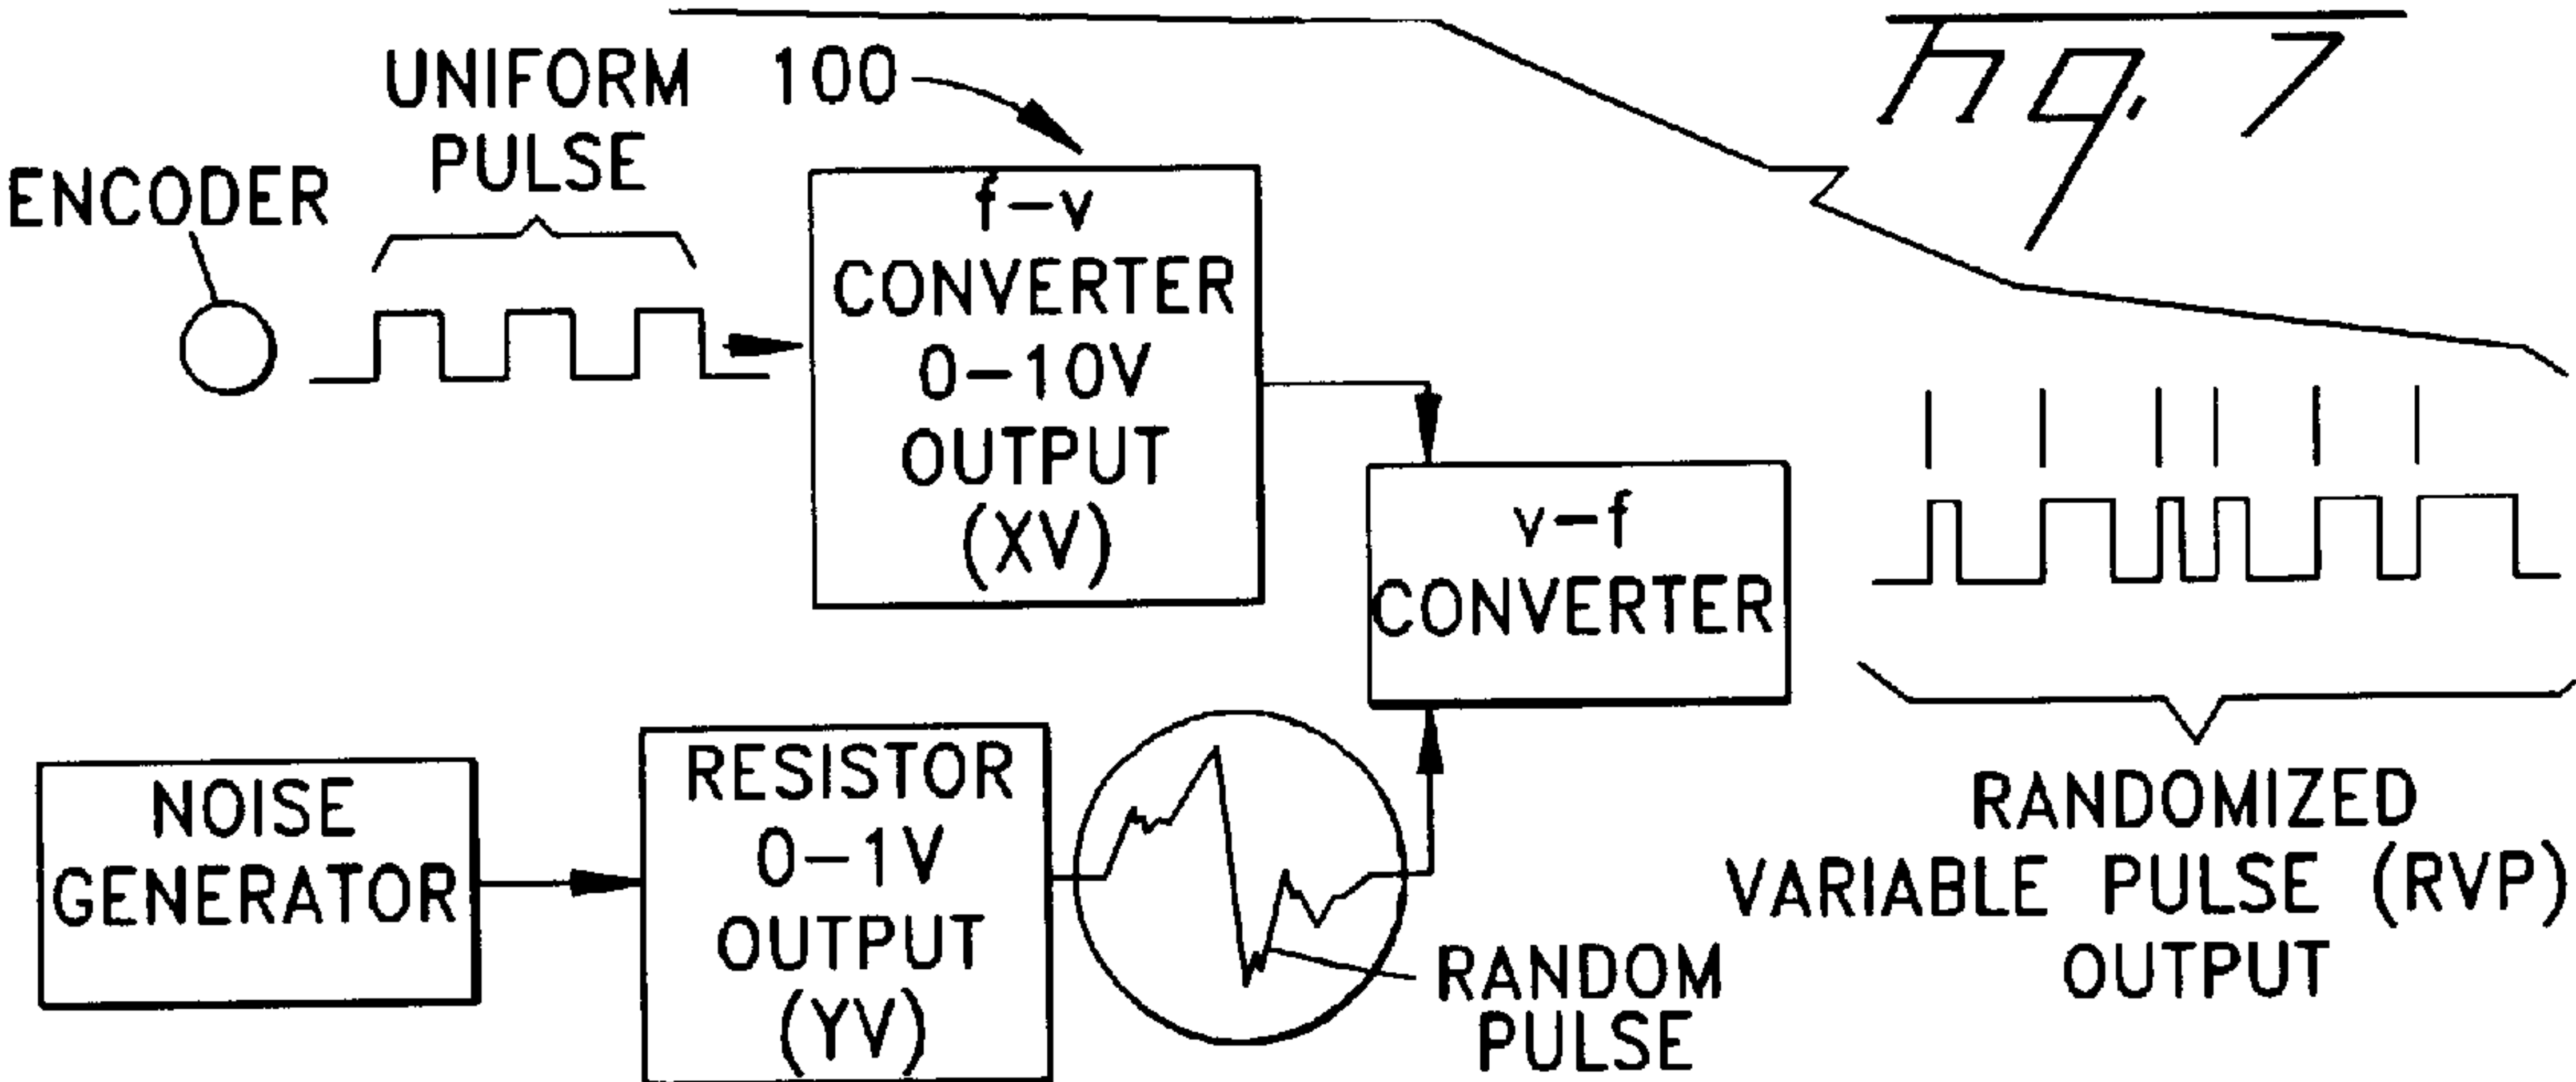 Fig. 7
UNIFORM
PULSE
100
ENCODER
f-v
CONVERTER
0-10V
OUTPUT
(XV)
v-f
CONVERTER
NOISE
GENERATOR
RESISTOR
0-1V
OUTPUT
(YV)
RANDOM
PULSE
RANDOMIZED
VARIABLE PULSE (RVP)
OUTPUT